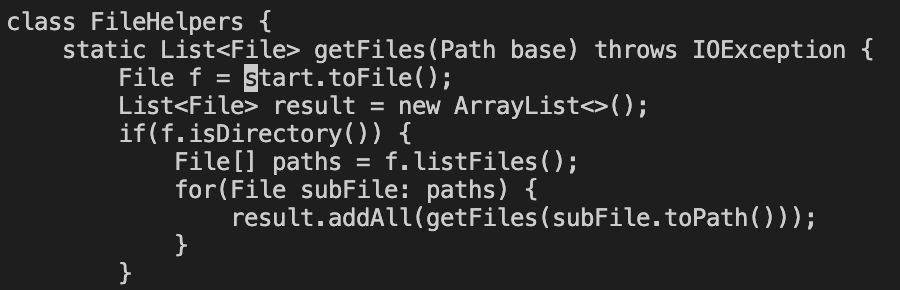 class FileHelpers {
    static List<File> getFiles(Path base) throws IOException {
        File f = start.toFile();
        List<File> result = new ArrayList<>();
        if(f.isDirectory()) {
            File[] paths = f.listFiles();
            for(File subFile: paths) {
                result.addAll(getFiles(subFile.toPath()));
            }
        }